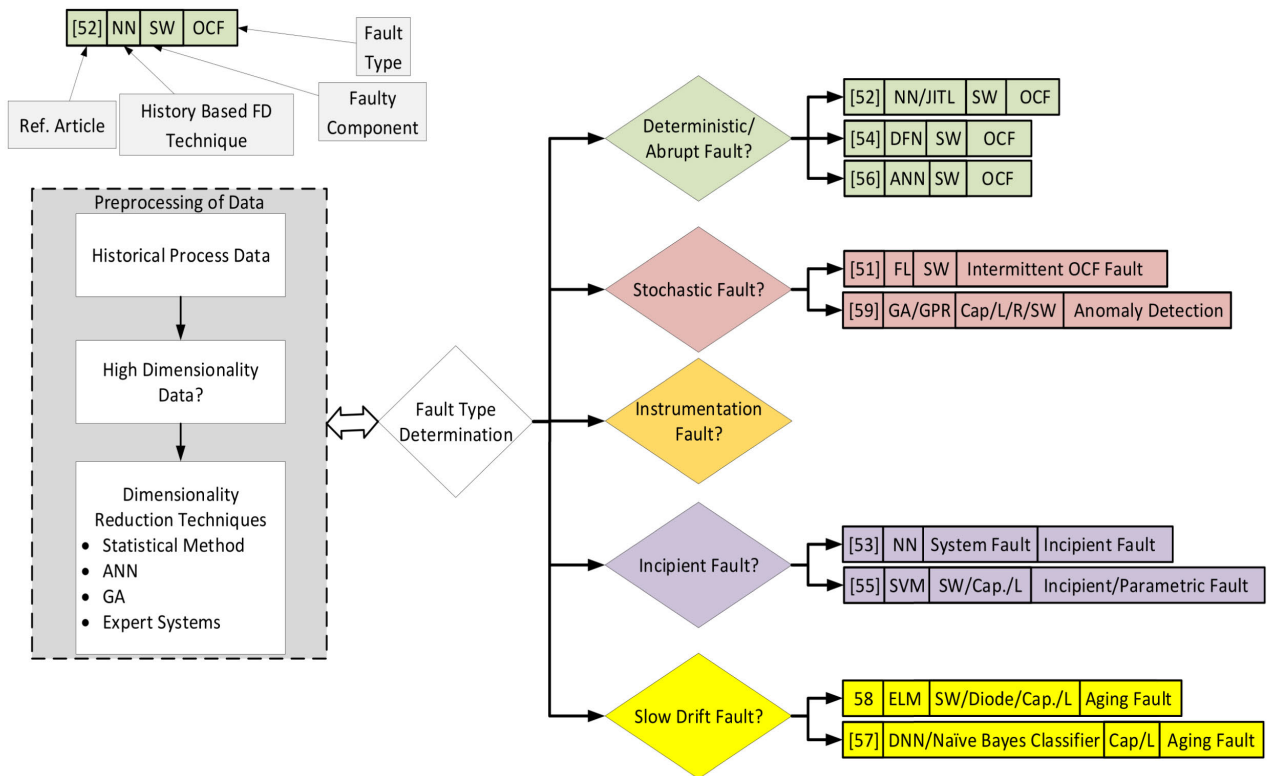 [52] NN SW OCF
Fault
Type
Ref. Article
History Based FD
Technique
Faulty
Component
Preprocessing of Data
Historical Process Data
High Dimensionality
Data?
Dimensionality
Reduction Techniques
• Statistical Method
• ANN
• GA
• Expert Systems
Fault Type
Determination
Deterministic/
Abrupt Fault?
[52] NN/JITL SW OCF
[54] DFN SW OCF
[56] ANN SW OCF
Stochastic Fault?
[51] FL SW Intermittent OCF Fault
[59] GA/GPR Cap/L/R/SW Anomaly Detection
Instrumentation
Fault?
Incipient Fault?
[53] NN System Fault Incipient Fault
[55] SVM SW/Cap./L Incipient/Parametric Fault
Slow Drift Fault?
58 ELM SW/Diode/Cap./L Aging Fault
[57] DNN/Naïve Bayes Classifier Cap/L Aging Fault